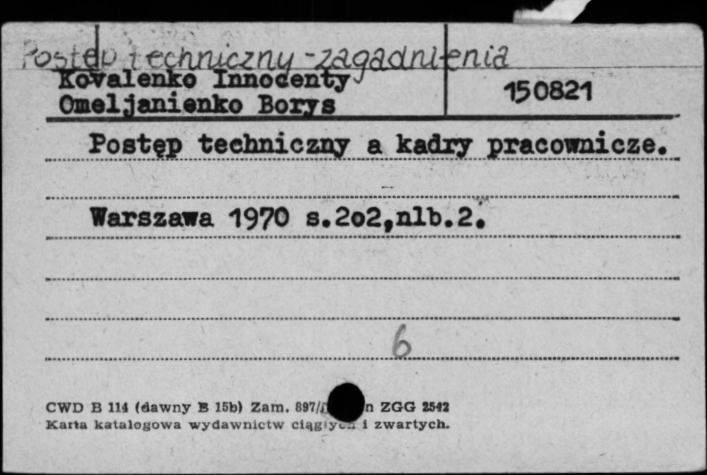 Postęp techniczny - zagadnienia
Kovalenko Innocenty
Omeljanienko Borys
150821
Postęp techniczny a kadry pracownicze.
Warszawa 1970 s.2o2,nlb.2.
6
CWD B 114 (dawny B 15b) Zam. 897/ n ZGG 2542
Karta katalogowa wydawnictw ciągłych i zwartych.